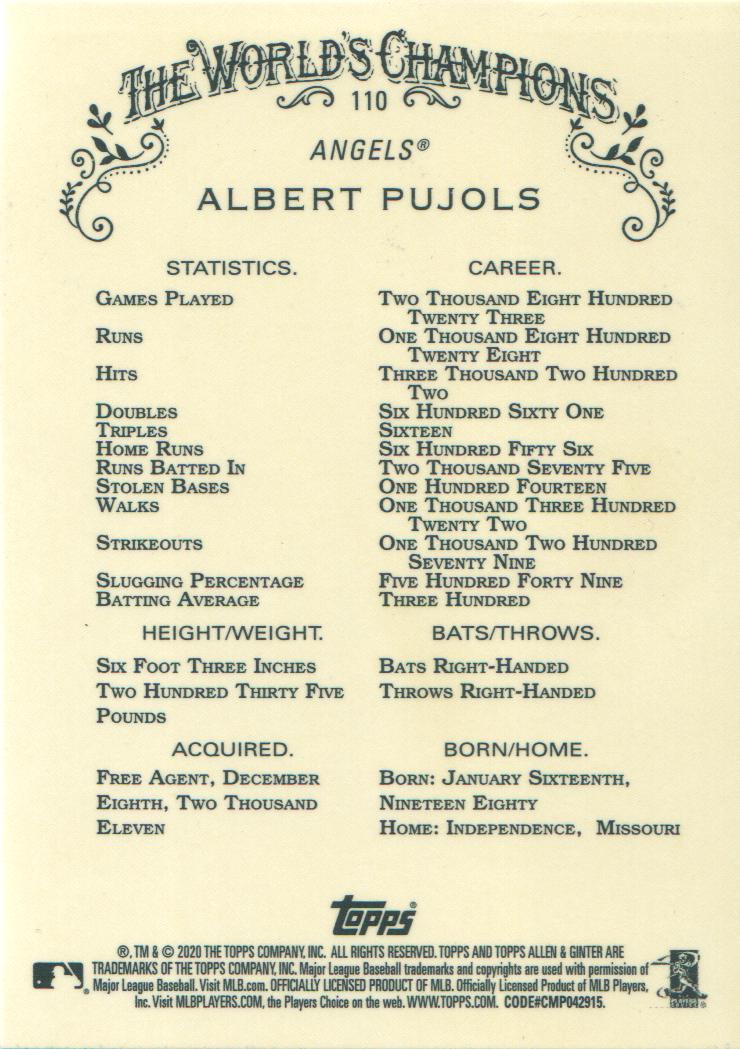 THE WORLD'S CHAMPIONS
110
ANGELS®
ALBERT PUJOLS
STATISTICS. CAREER.
GAMES PLAYED TWO THOUSAND EIGHT HUNDRED
TWENTY THREE
RUNS ONE THOUSAND EIGHT HUNDRED
TWENTY EIGHT
HITS THREE THOUSAND TWO HUNDRED
TWO
DOUBLES SIX HUNDRED SIXTY ONE
TRIPLES SIXTEEN
HOME RUNS SIX HUNDRED FIFTY SIX
RUNS BATTED IN TWO THOUSAND SEVENTY FIVE
STOLEN BASES ONE HUNDRED FOURTEEN
WALKS ONE THOUSAND THREE HUNDRED
TWENTY TWO
STRIKEOUTS ONE THOUSAND TWO HUNDRED
SEVENTY NINE
SLUGGING PERCENTAGE FIVE HUNDRED FORTY NINE
BATTING AVERAGE THREE HUNDRED
HEIGHT/WEIGHT. BATS/THROWS.
SIX FOOT THREE INCHES BATS RIGHT-HANDED
TWO HUNDRED THIRTY FIVE THROWS RIGHT-HANDED
POUNDS
ACQUIRED. BORN/HOME.
FREE AGENT, DECEMBER BORN: JANUARY SIXTEENTH,
EIGHTH, TWO THOUSAND NINETEEN EIGHTY
ELEVEN HOME: INDEPENDENCE, MISSOURI
Topps®
®, TM & © 2020 THE TOPPS COMPANY, INC. ALL RIGHTS RESERVED. TOPPS AND TOPPS ALLEN & GINTER ARE
TRADEMARKS OF THE TOPPS COMPANY, INC. Major League Baseball trademarks and copyrights are used with permission of
Major League Baseball. Visit MLB.com. OFFICIALLY LICENSED PRODUCT OF MLB. Officially Licensed Product of MLB Players,
Inc. Visit MLBPLAYERS.COM, the Players Choice on the web. WWW.TOPPS.COM. CODE#CMP042915.